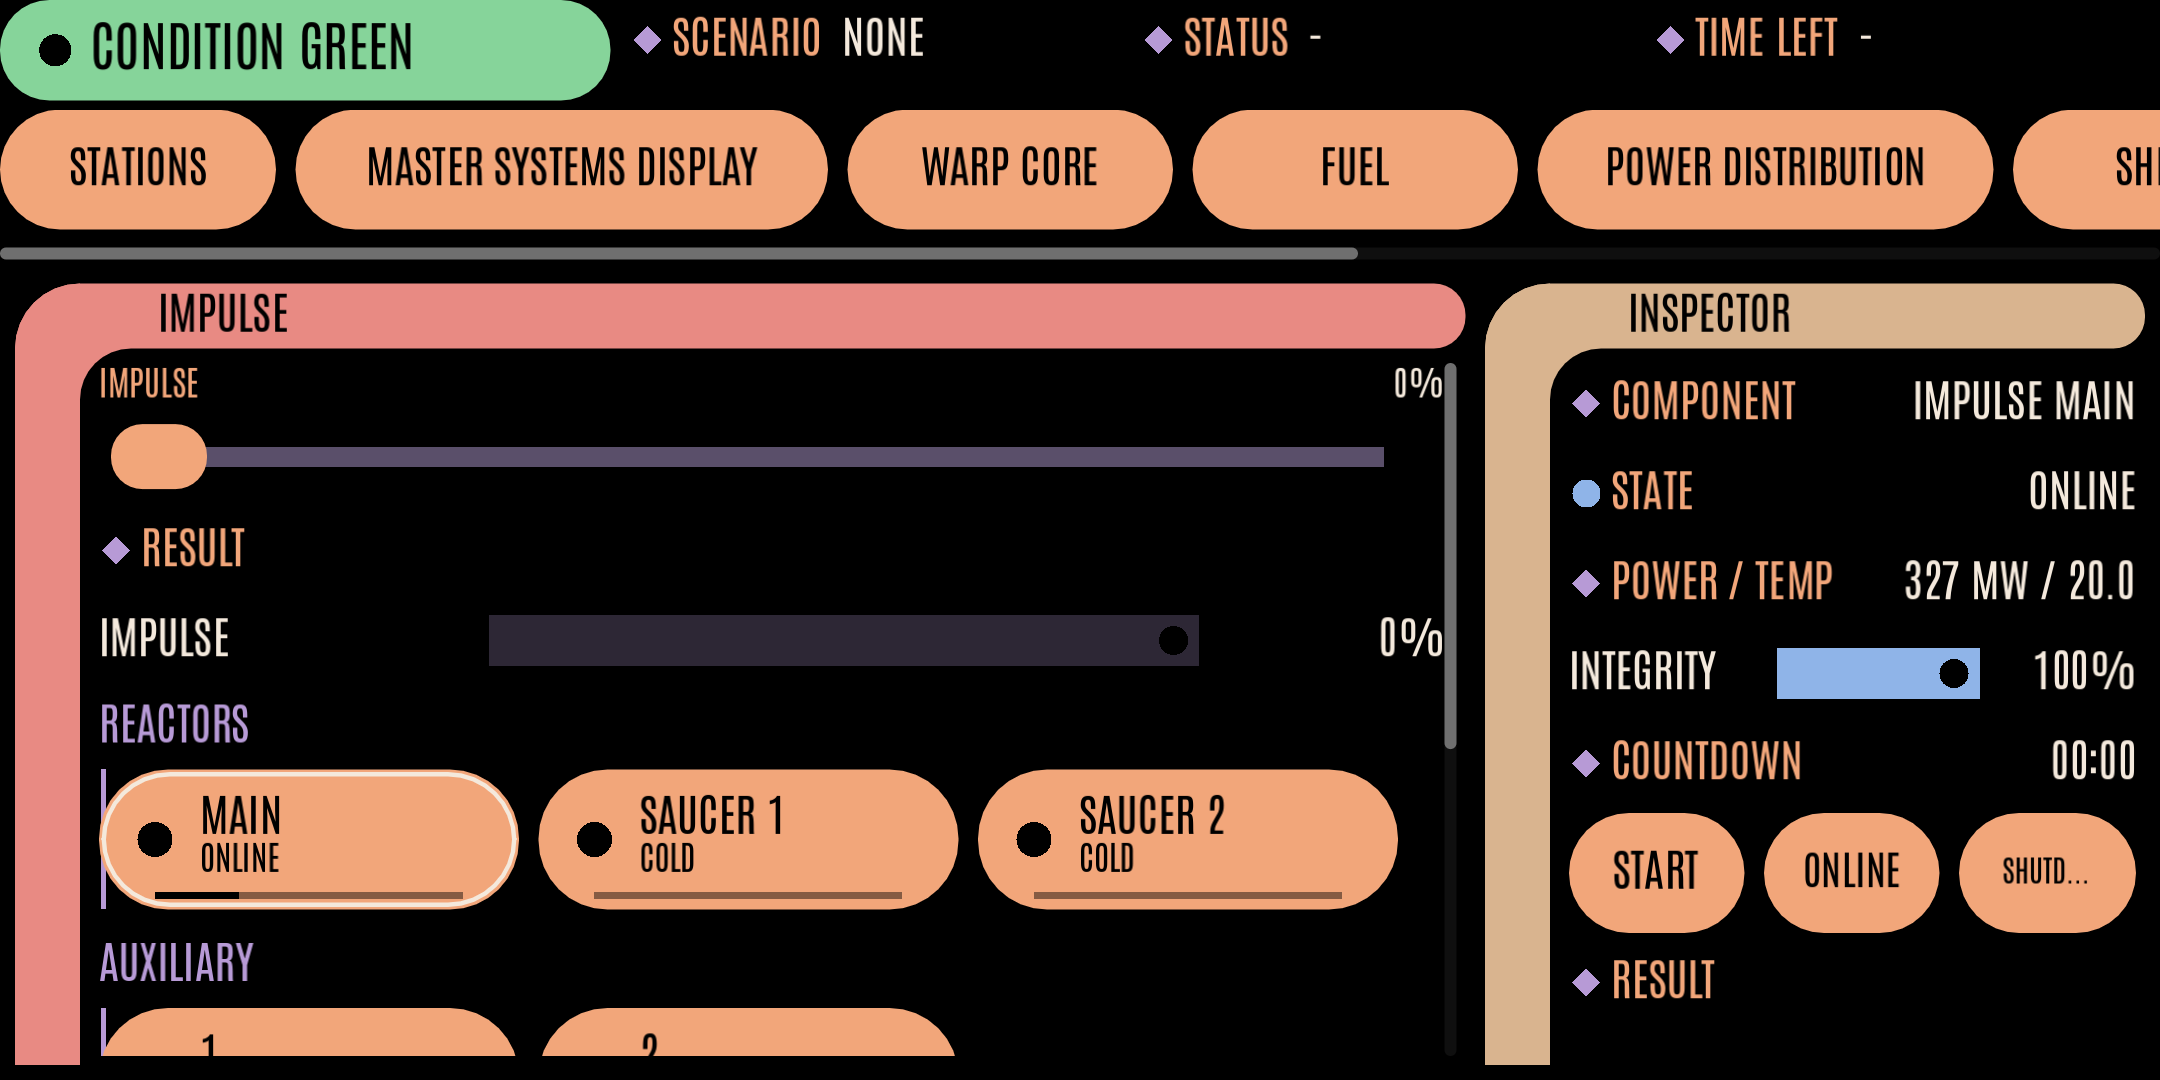 CONDITION GREEN
SCENARIO NONE
STATUS -
TIME LEFT -
STATIONS
MASTER SYSTEMS DISPLAY
WARP CORE
FUEL
POWER DISTRIBUTION
IMPULSE
IMPULSE 0%
RESULT
IMPULSE 0%
REACTORS
MAIN
ONLINE
SAUCER 1
COLD
SAUCER 2
COLD
AUXILIARY
1
2
INSPECTOR
COMPONENT IMPULSE MAIN
STATE ONLINE
POWER / TEMP 327 MW / 20.0
INTEGRITY 100%
COUNTDOWN 00:00
START
ONLINE
SHUTD...
RESULT